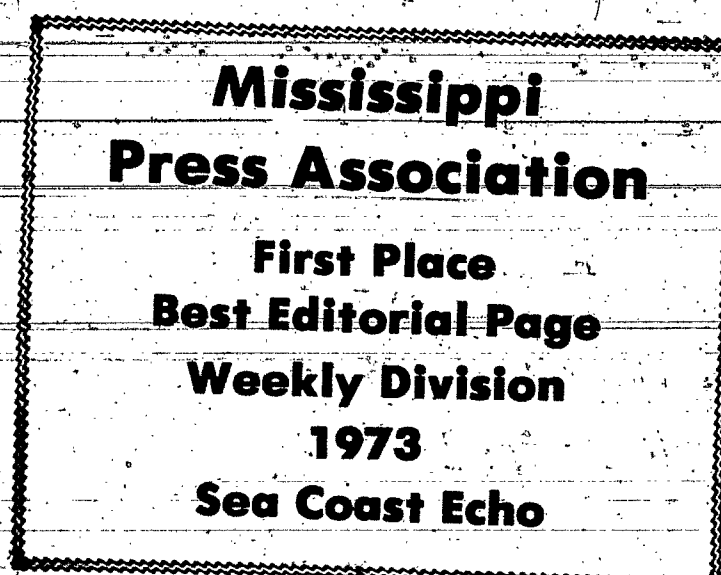 Mississippi
Press Association
First Place
Best Editorial Page
Weekly Division
1973
Sea Coast Echo